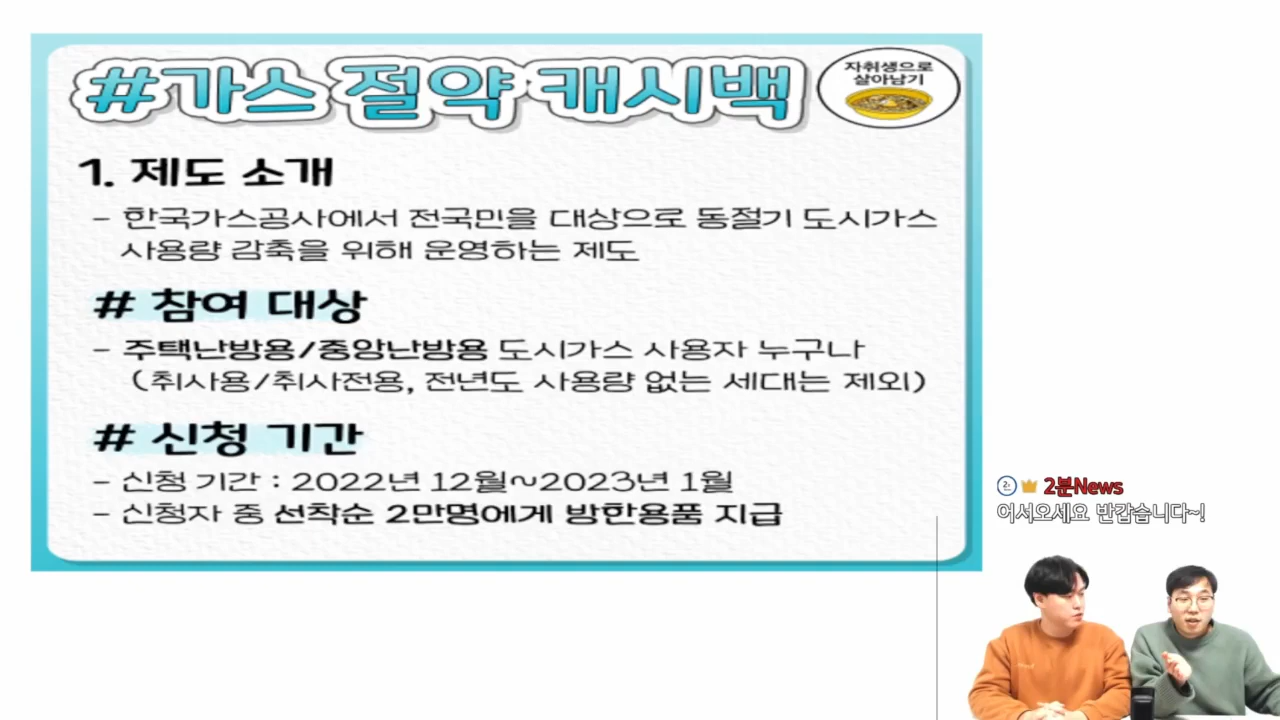 #가스 절약 캐시백
자취생으로
살아남기
1. 제도 소개
- 한국가스공사에서 전국민을 대상으로 동절기 도시가스
사용량 감축을 위해 운영하는 제도
# 참여 대상
- 주택난방용/중앙난방용 도시가스 사용자 누구나
(취사용/취사전용, 전년도 사용량 없는 세대는 제외)
# 신청 기간
- 신청 기간 : 2022년 12월~2023년 1월
- 신청자 중 선착순 2만명에게 방한용품 지급
2분News
어서오세요 반갑습니다~!